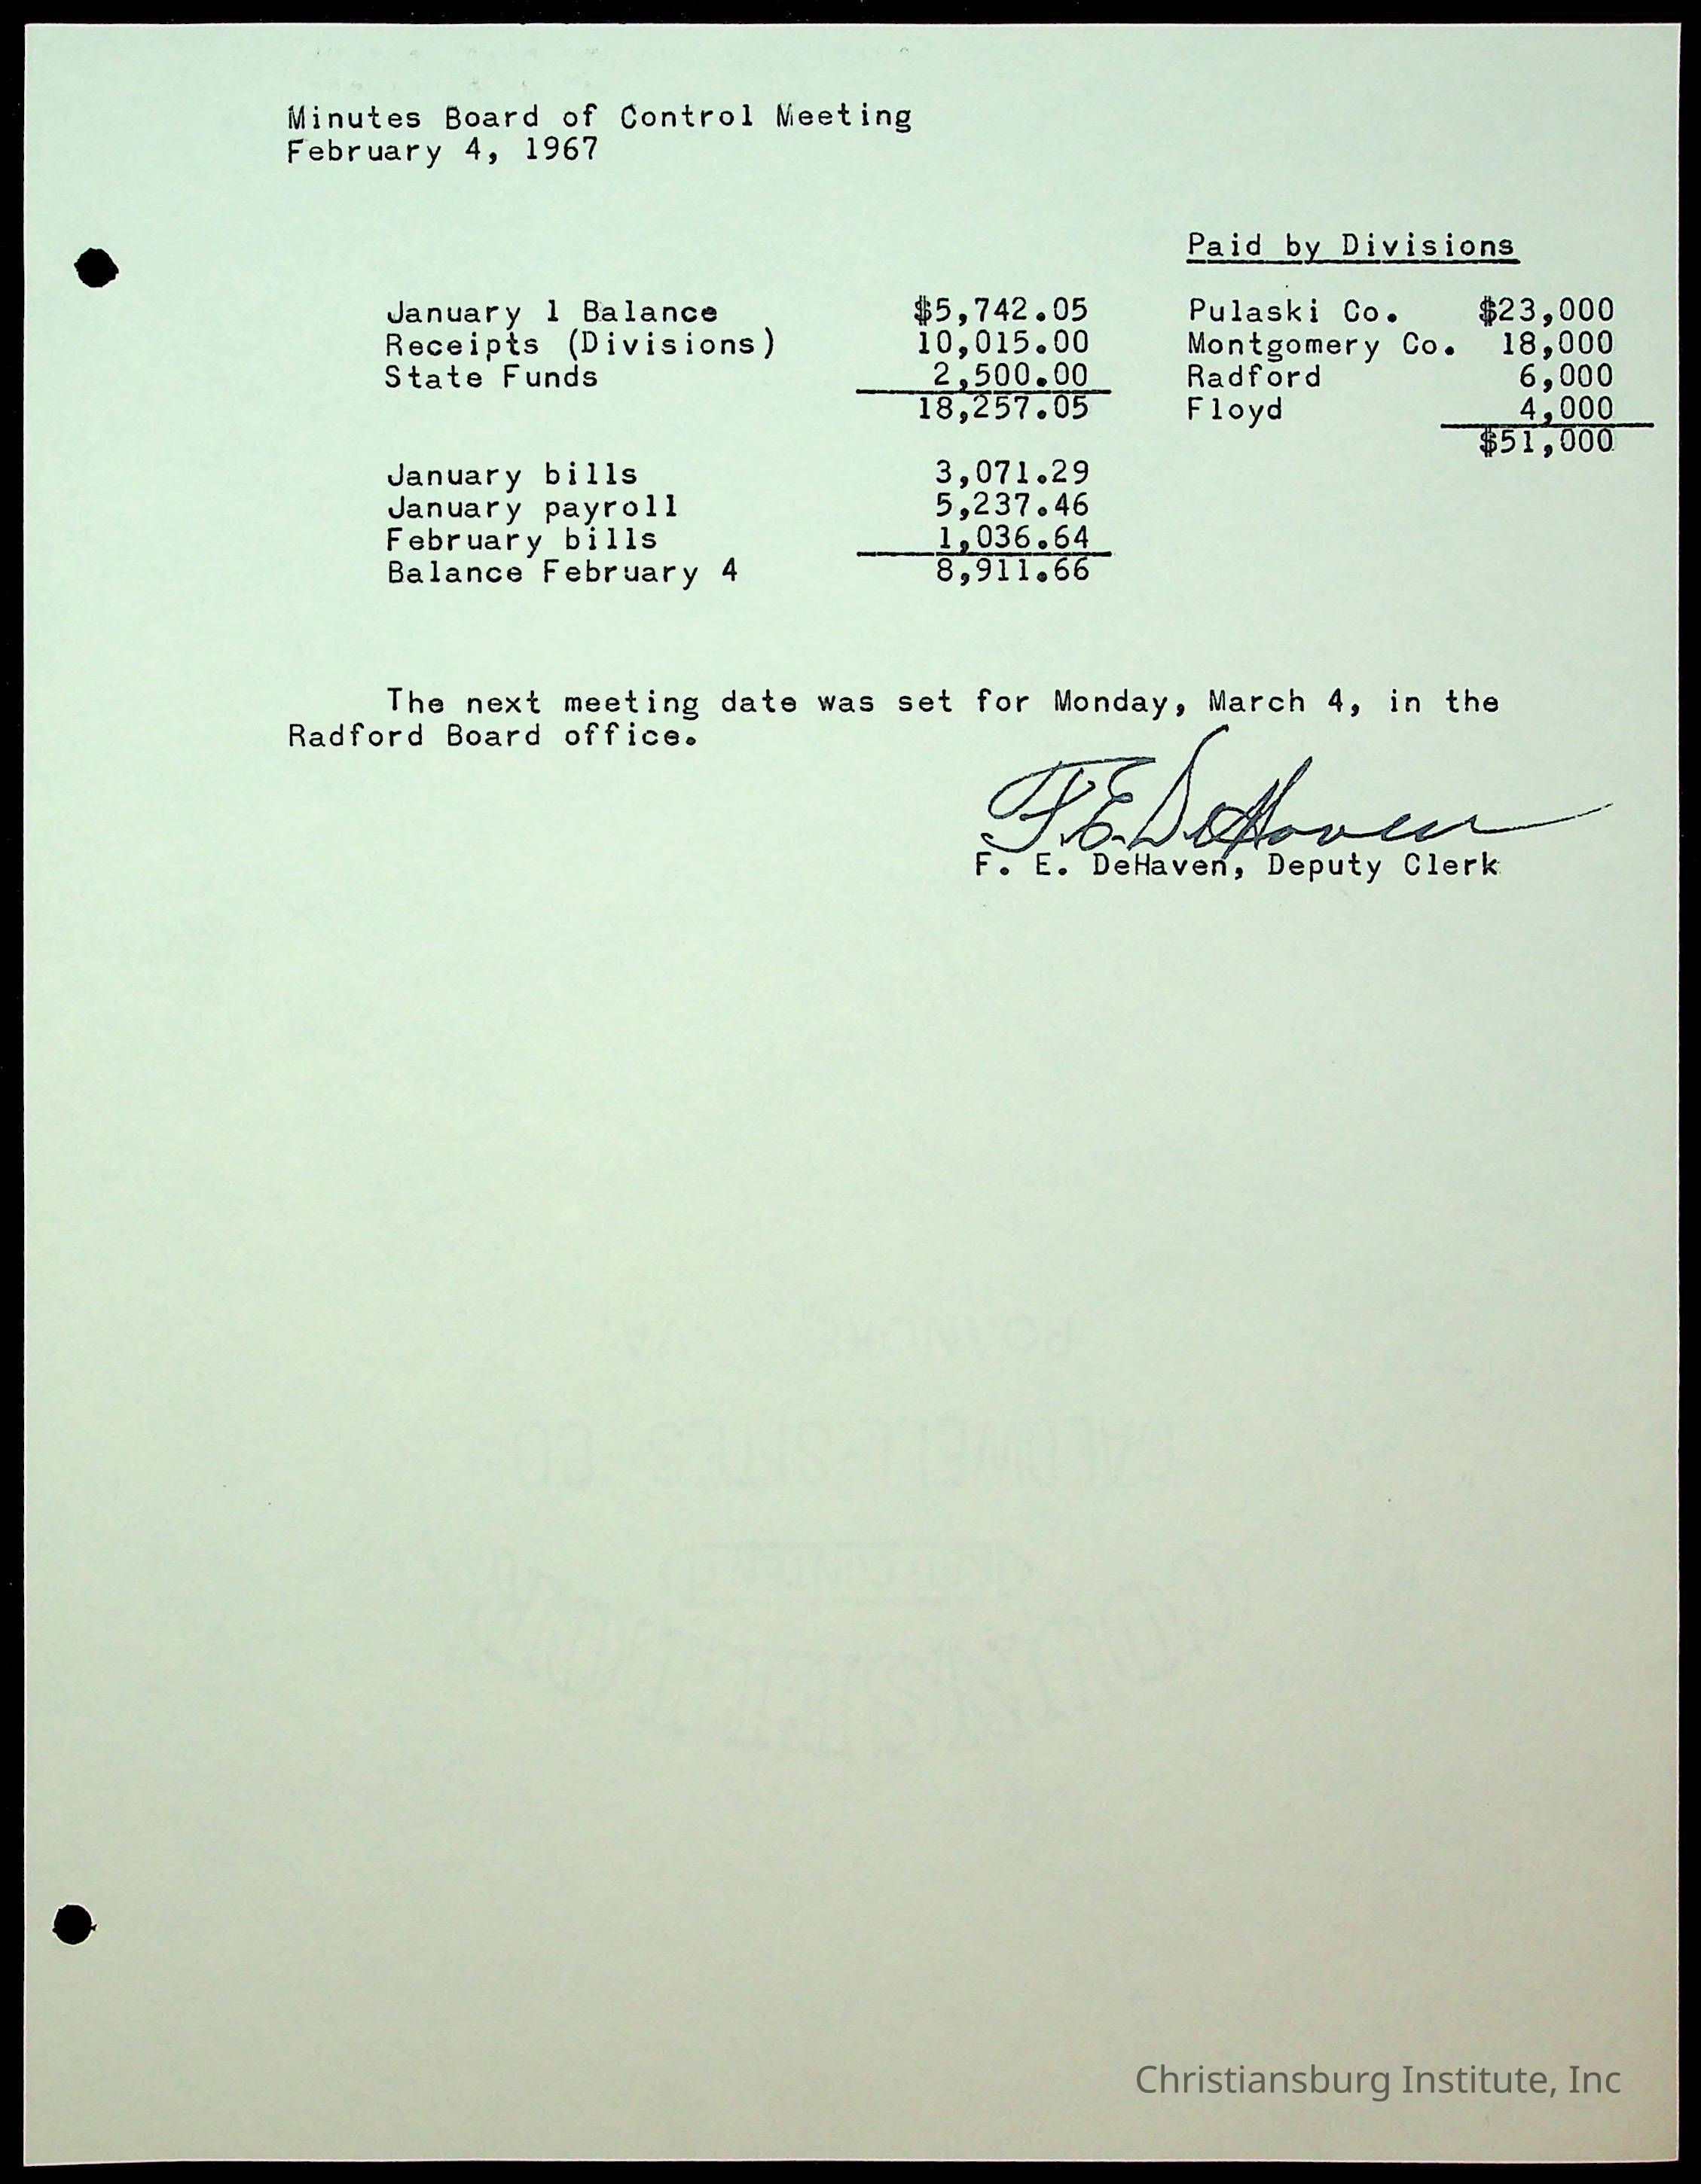 Minutes Board of Control Meeting
February 4, 1967
Paid by Divisions
January 1 Balance $5,742.05 Pulaski Co. $23,000
Receipts (Divisions) 10,015.00 Montgomery Co. 18,000
State Funds 2,500.00 Radford 6,000
18,257.05 Floyd 4,000
$51,000
January bills 3,071.29
January payroll 5,237.46
February bills 1,036.64
Balance February 4 8,911.66
The next meeting date was set for Monday, March 4, in the
Radford Board office.
F. E. DeHaven
F. E. DeHaven, Deputy Clerk
Christiansburg Institute, Inc